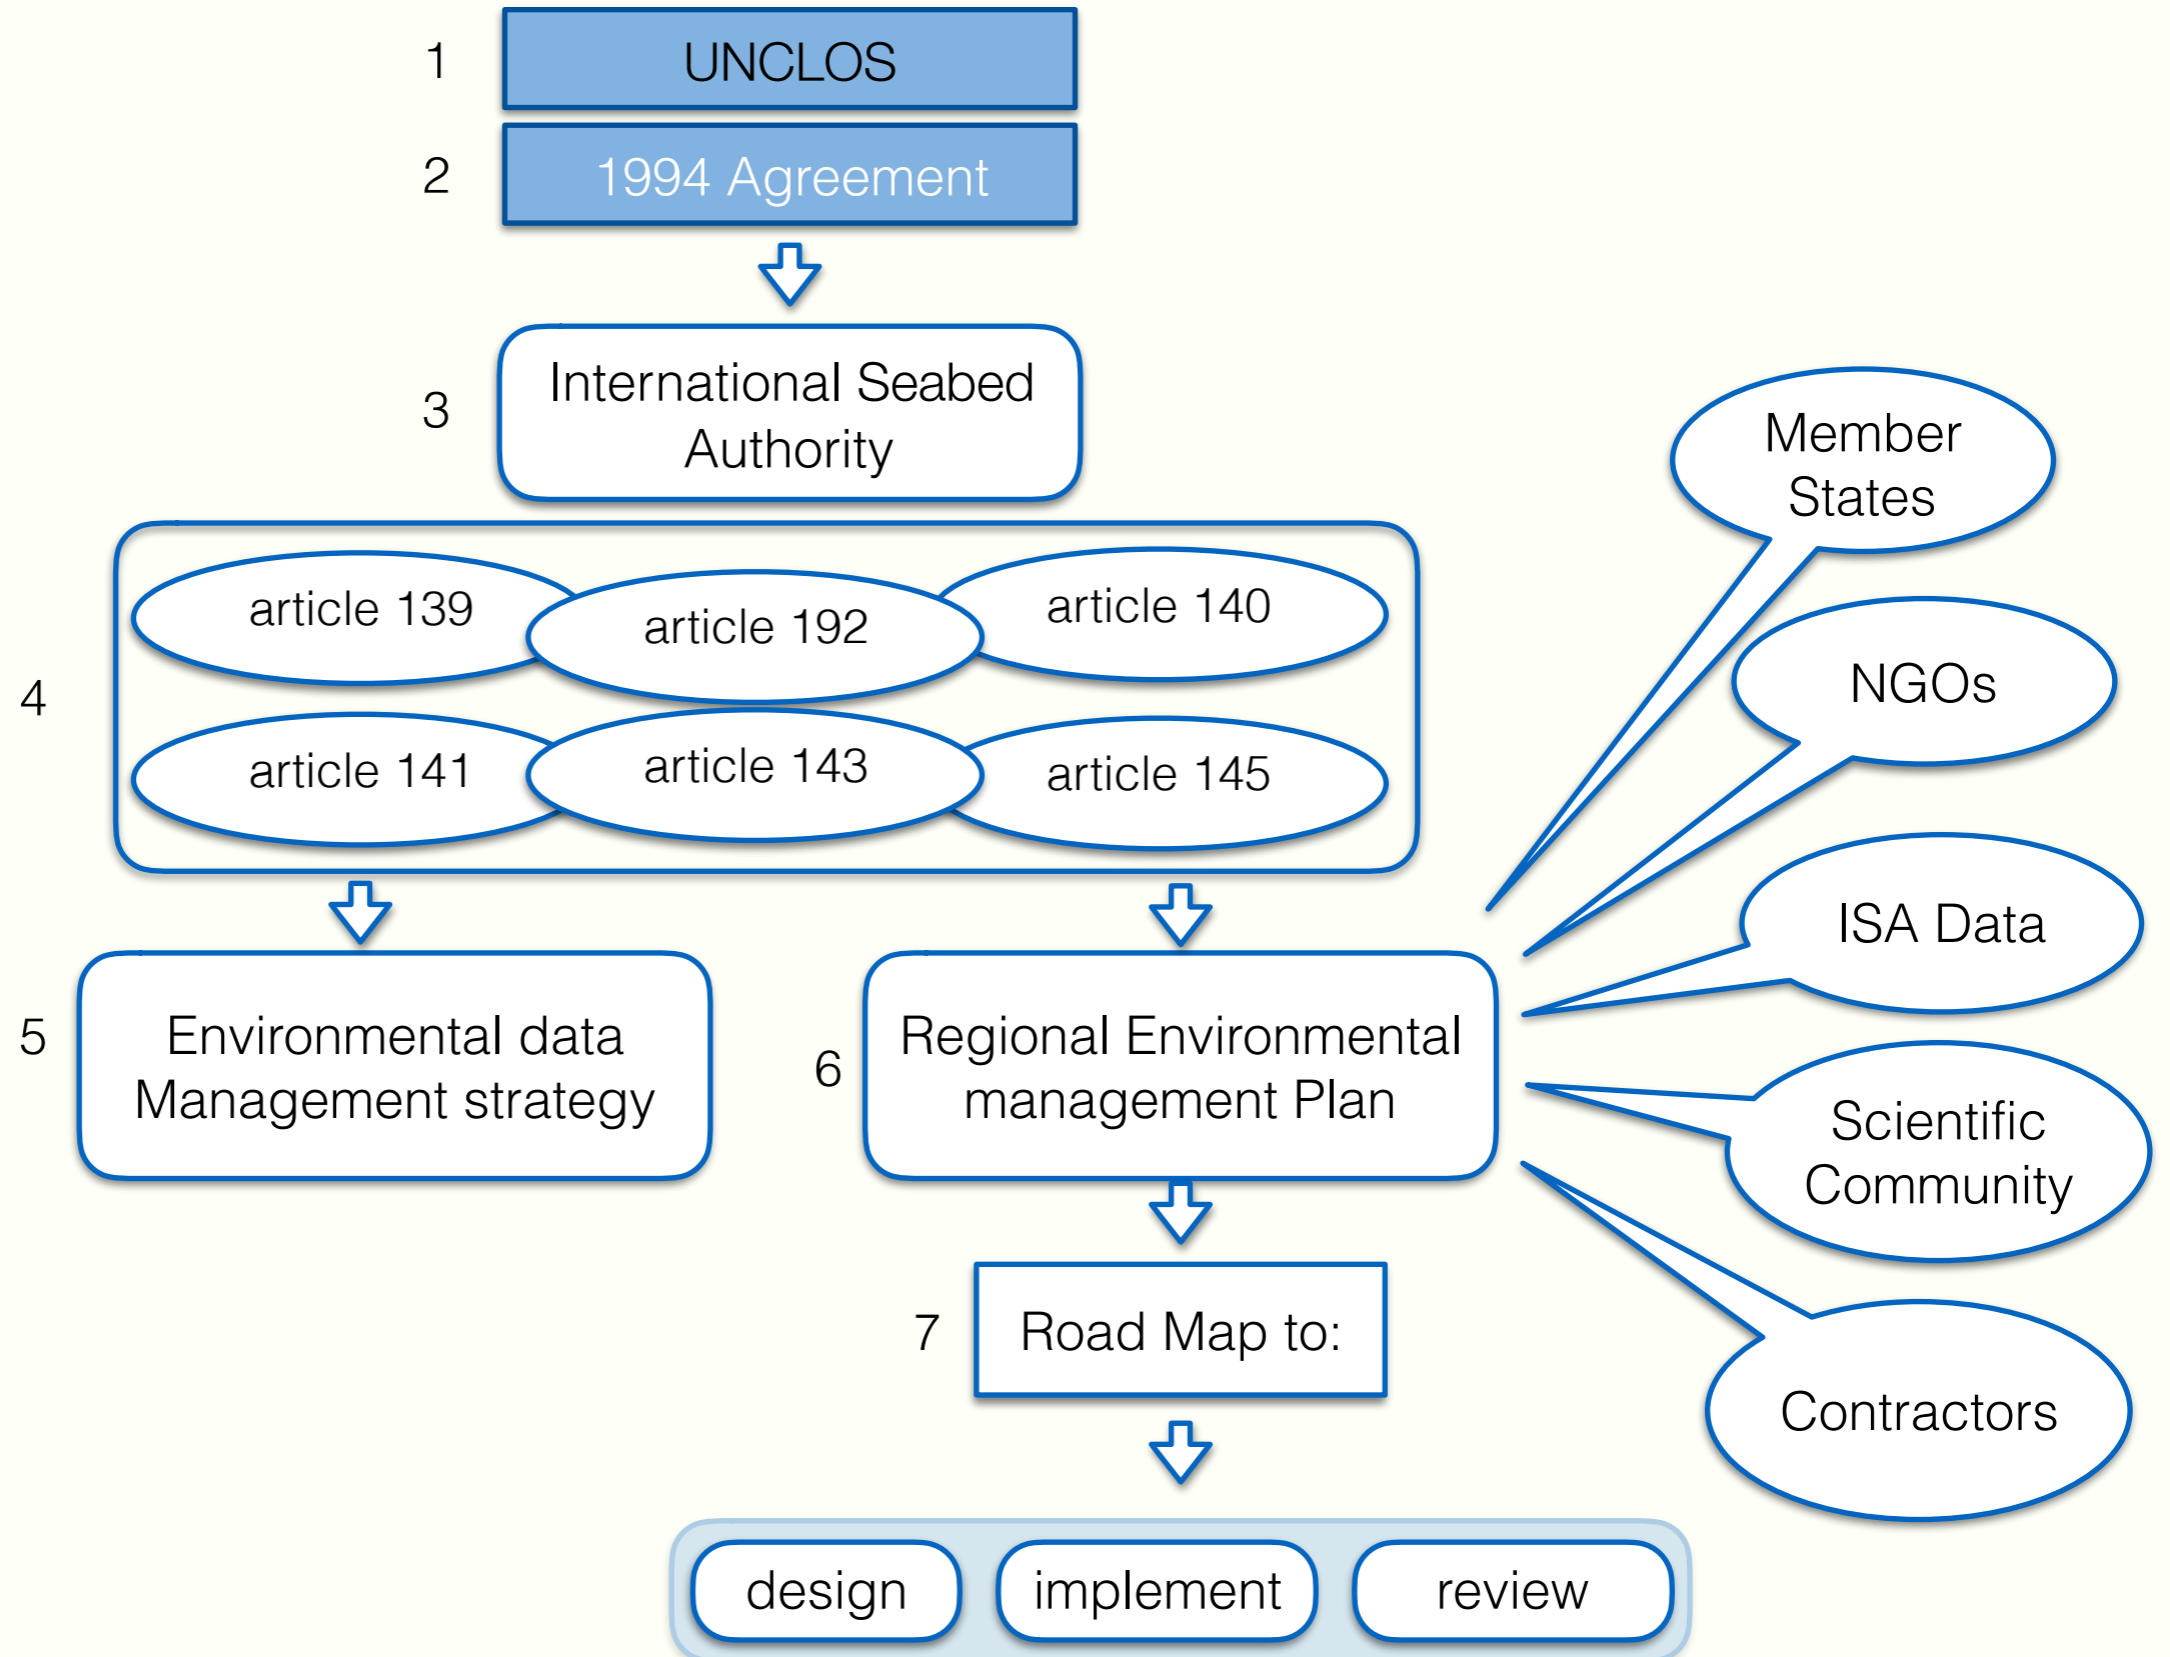 1
UNCLOS
2
1994 Agreement
3
International Seabed
Authority
4
article 139
article 192
article 140
article 141
article 143
article 145
5
Environmental data
Management strategy
6
Regional Environmental
management Plan
Member
States
NGOs
ISA Data
Scientific
Community
Contractors
7
Road Map to:
design
implement
review